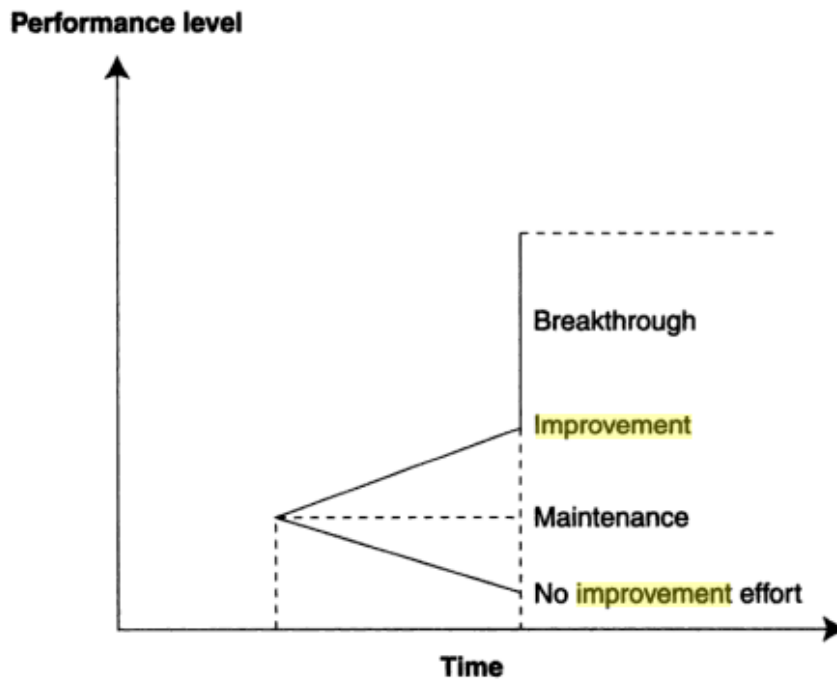 Performance level
Breakthrough
Improvement
Maintenance
No improvement effort
Time